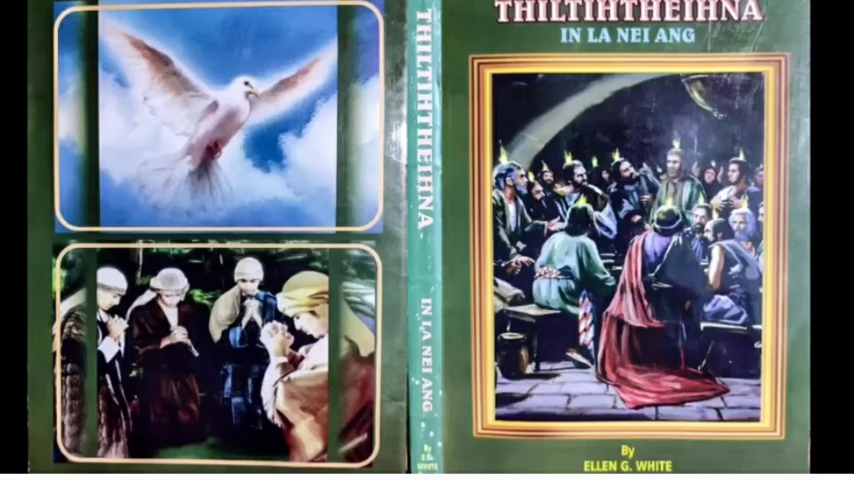 THILTIHTHEIHNA
IN LA NEI ANG
By
ELLEN G. WHITE
THILTIHTHEIHNA
IN LA NEI ANG
By
E.G.
WHITE